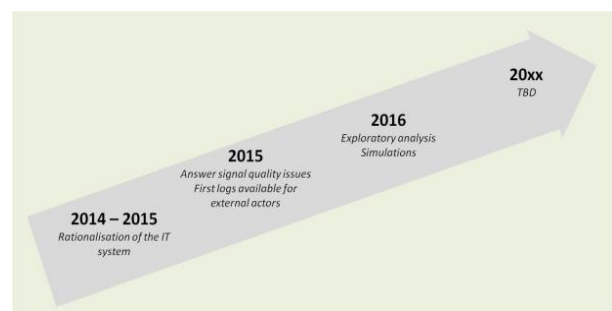 2014 – 2015
Rationalisation of the IT
system
2015
Answer signal quality issues
First logs available for
external actors
2016
Exploratory analysis
Simulations
20xx
TBD